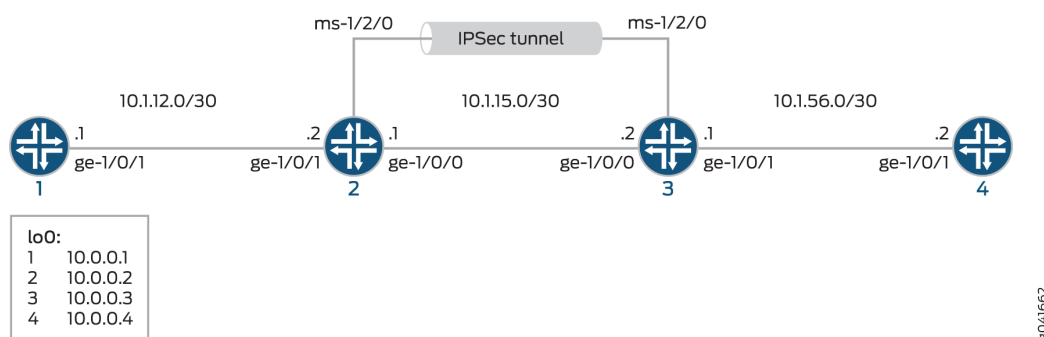 ms-1/2/0 ms-1/2/0
IPSec tunnel
10.1.12.0/30 10.1.15.0/30 10.1.56.0/30
.1 .2 .1 .2 .1 .2
ge-1/0/1 ge-1/0/1 ge-1/0/0 ge-1/0/0 ge-1/0/1 ge-1/0/1
1 2 3 4
lo0:
1 10.0.0.1
2 10.0.0.2
3 10.0.0.3
4 10.0.0.4
g041662